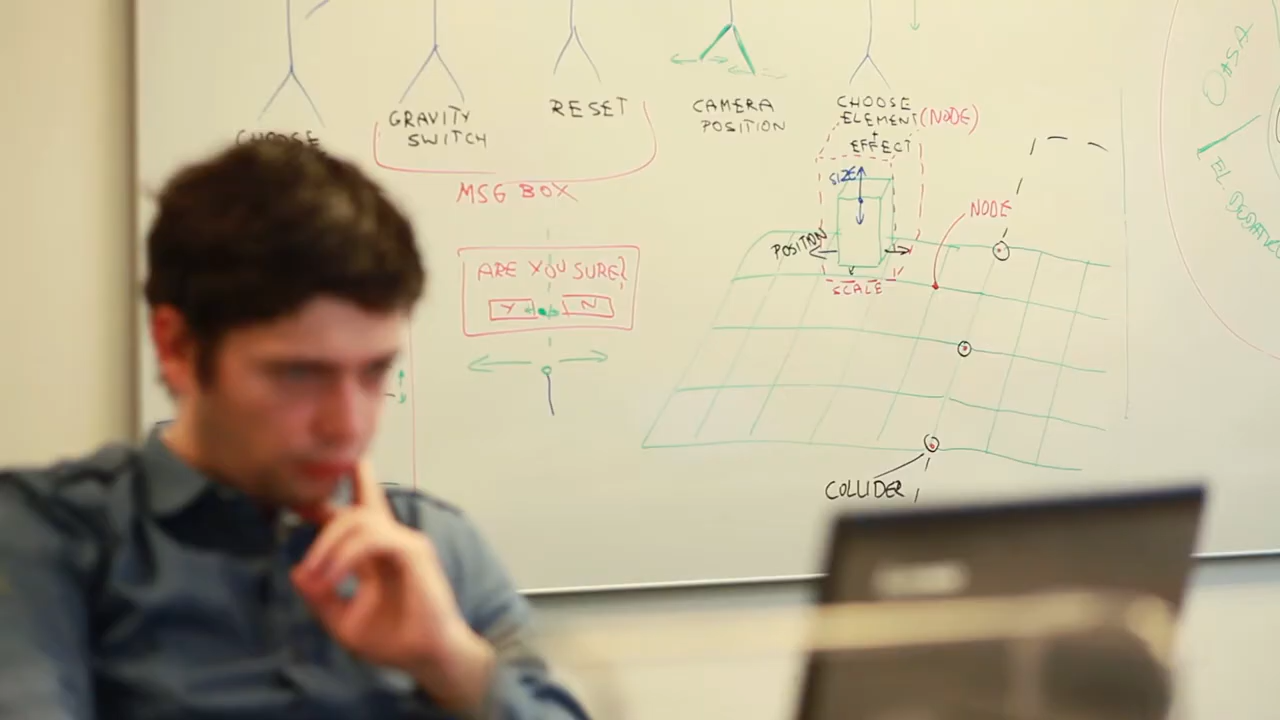 CHOOSE
GRAVITY
SWITCH
RESET
CAMERA
POSITION
CHOOSE
ELEMENT (NODE)
+
EFFECT
MSG BOX
ARE YOU SURE?
Y
N
SIZE
POSITION
SCALE
NODE
COLLIDER